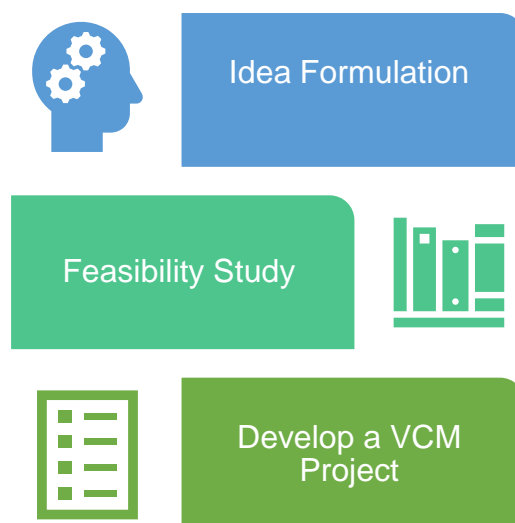 Idea Formulation
Feasibility Study
Develop a VCM
Project